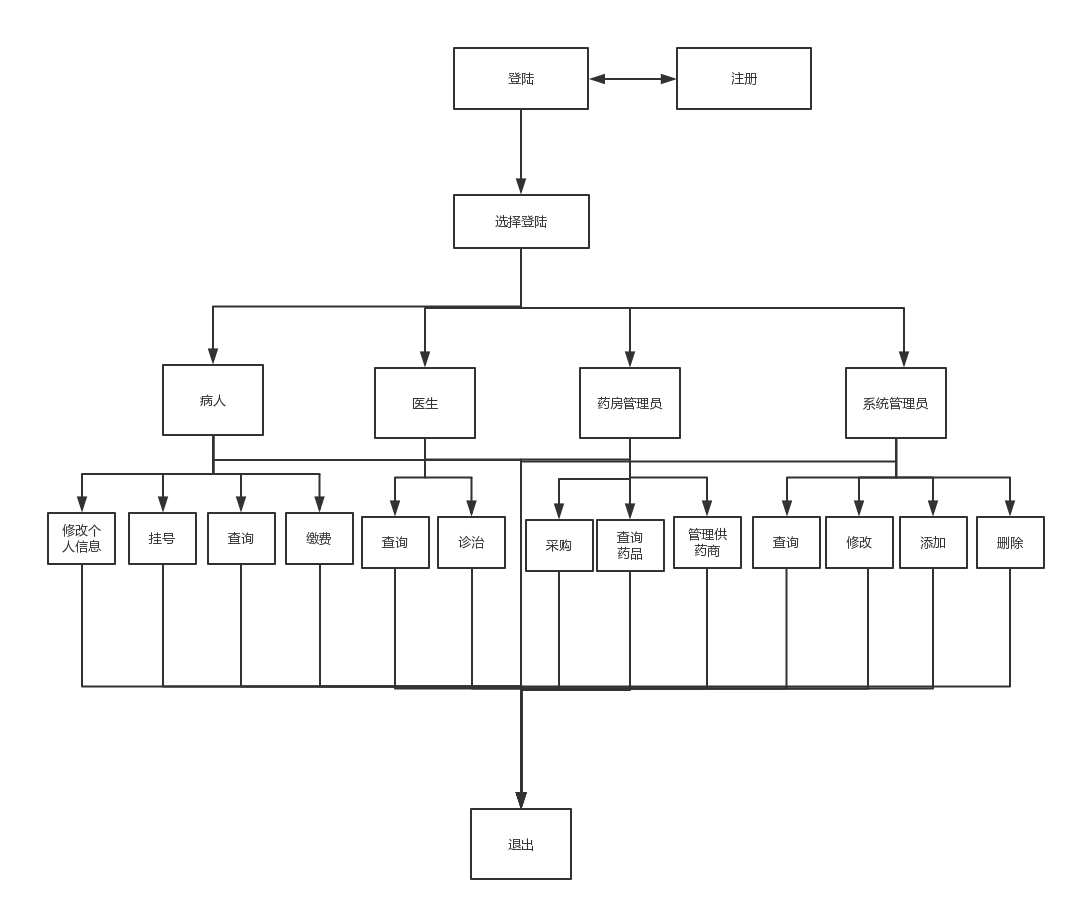 登陆
注册
选择登陆
病人
医生
药房管理员
系统管理员
修改个
人信息
挂号
查询
缴费
查询
诊治
采购
查询
药品
管理供
药商
查询
修改
添加
删除
退出